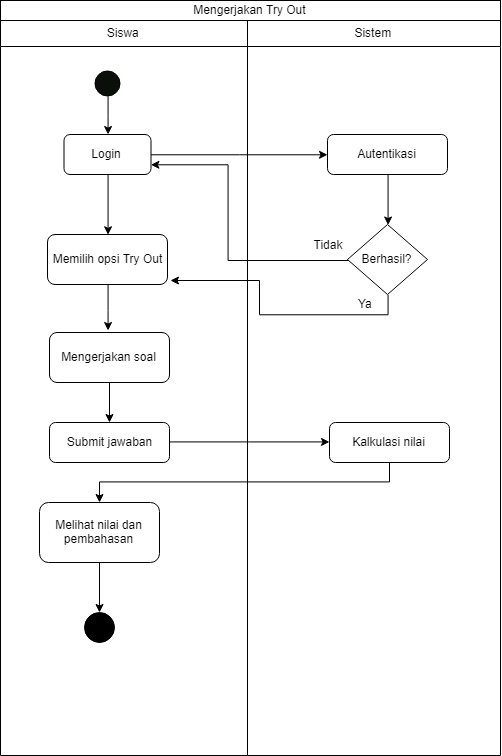 Mengerjakan Try Out
Siswa
Sistem
Login
Autentikasi
Tidak
Berhasil?
Memilih opsi Try Out
Ya
Mengerjakan soal
Submit jawaban
Kalkulasi nilai
Melihat nilai dan
pembahasan